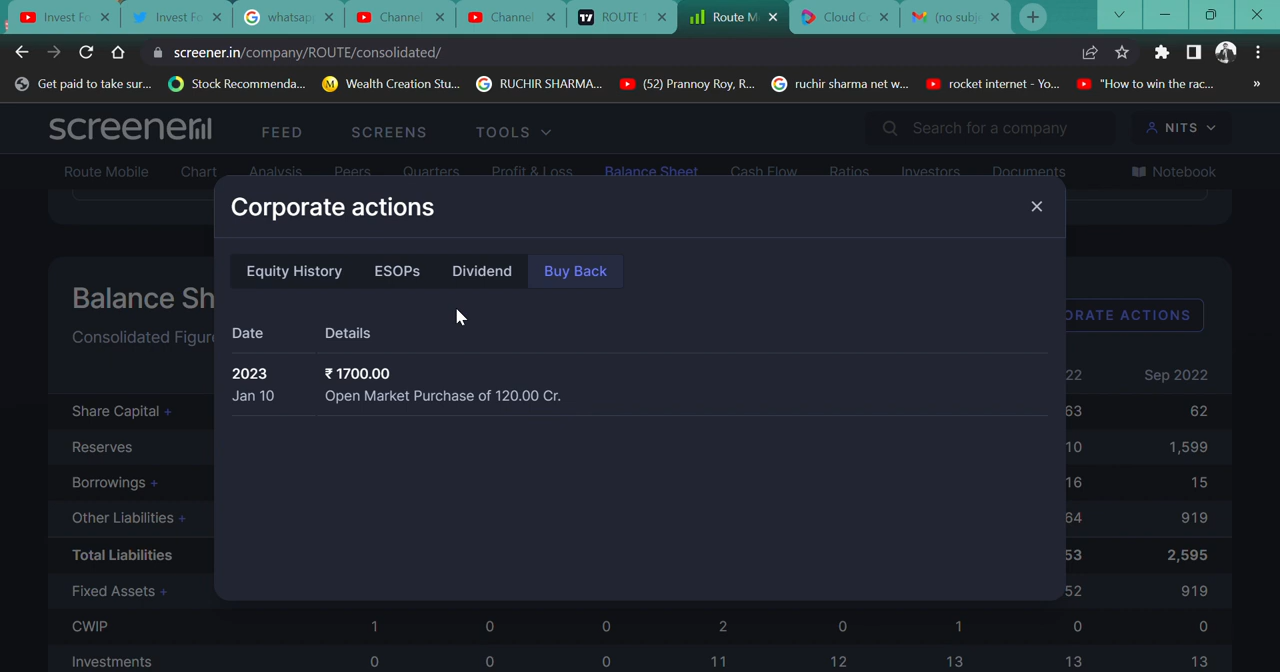 Invest Fo
Invest Fo
whatsap
Channel
Channel
ROUTE 1
Route M
Cloud C
(no subj
screener.in/company/ROUTE/consolidated/
Get paid to take sur...
Stock Recommenda...
Wealth Creation Stu...
RUCHIR SHARMA...
(52) Prannoy Roy, R...
ruchir sharma net w...
rocket internet - Yo...
"How to win the rac...
»
screener
FEED
SCREENS
TOOLS
Search for a company
NITS
Route Mobile
Chart
Analysis
Peers
Quarters
Profit & Loss
Balance Sheet
Cash Flow
Ratios
Investors
Documents
Notebook
Corporate actions
Equity History
ESOPs
Dividend
Buy Back
Date
Details
2023
₹ 1700.00
Jan 10
Open Market Purchase of 120.00 Cr.
Balance Sh
Consolidated Figur
ORATE ACTIONS
22 Sep 2022
Share Capital + 63 62
Reserves 10 1,599
Borrowings + 16 15
Other Liabilities + 64 919
Total Liabilities 53 2,595
Fixed Assets + 52 919
CWIP 1 0 0 2 0 1 0 0
Investments 0 0 0 11 12 13 13 13